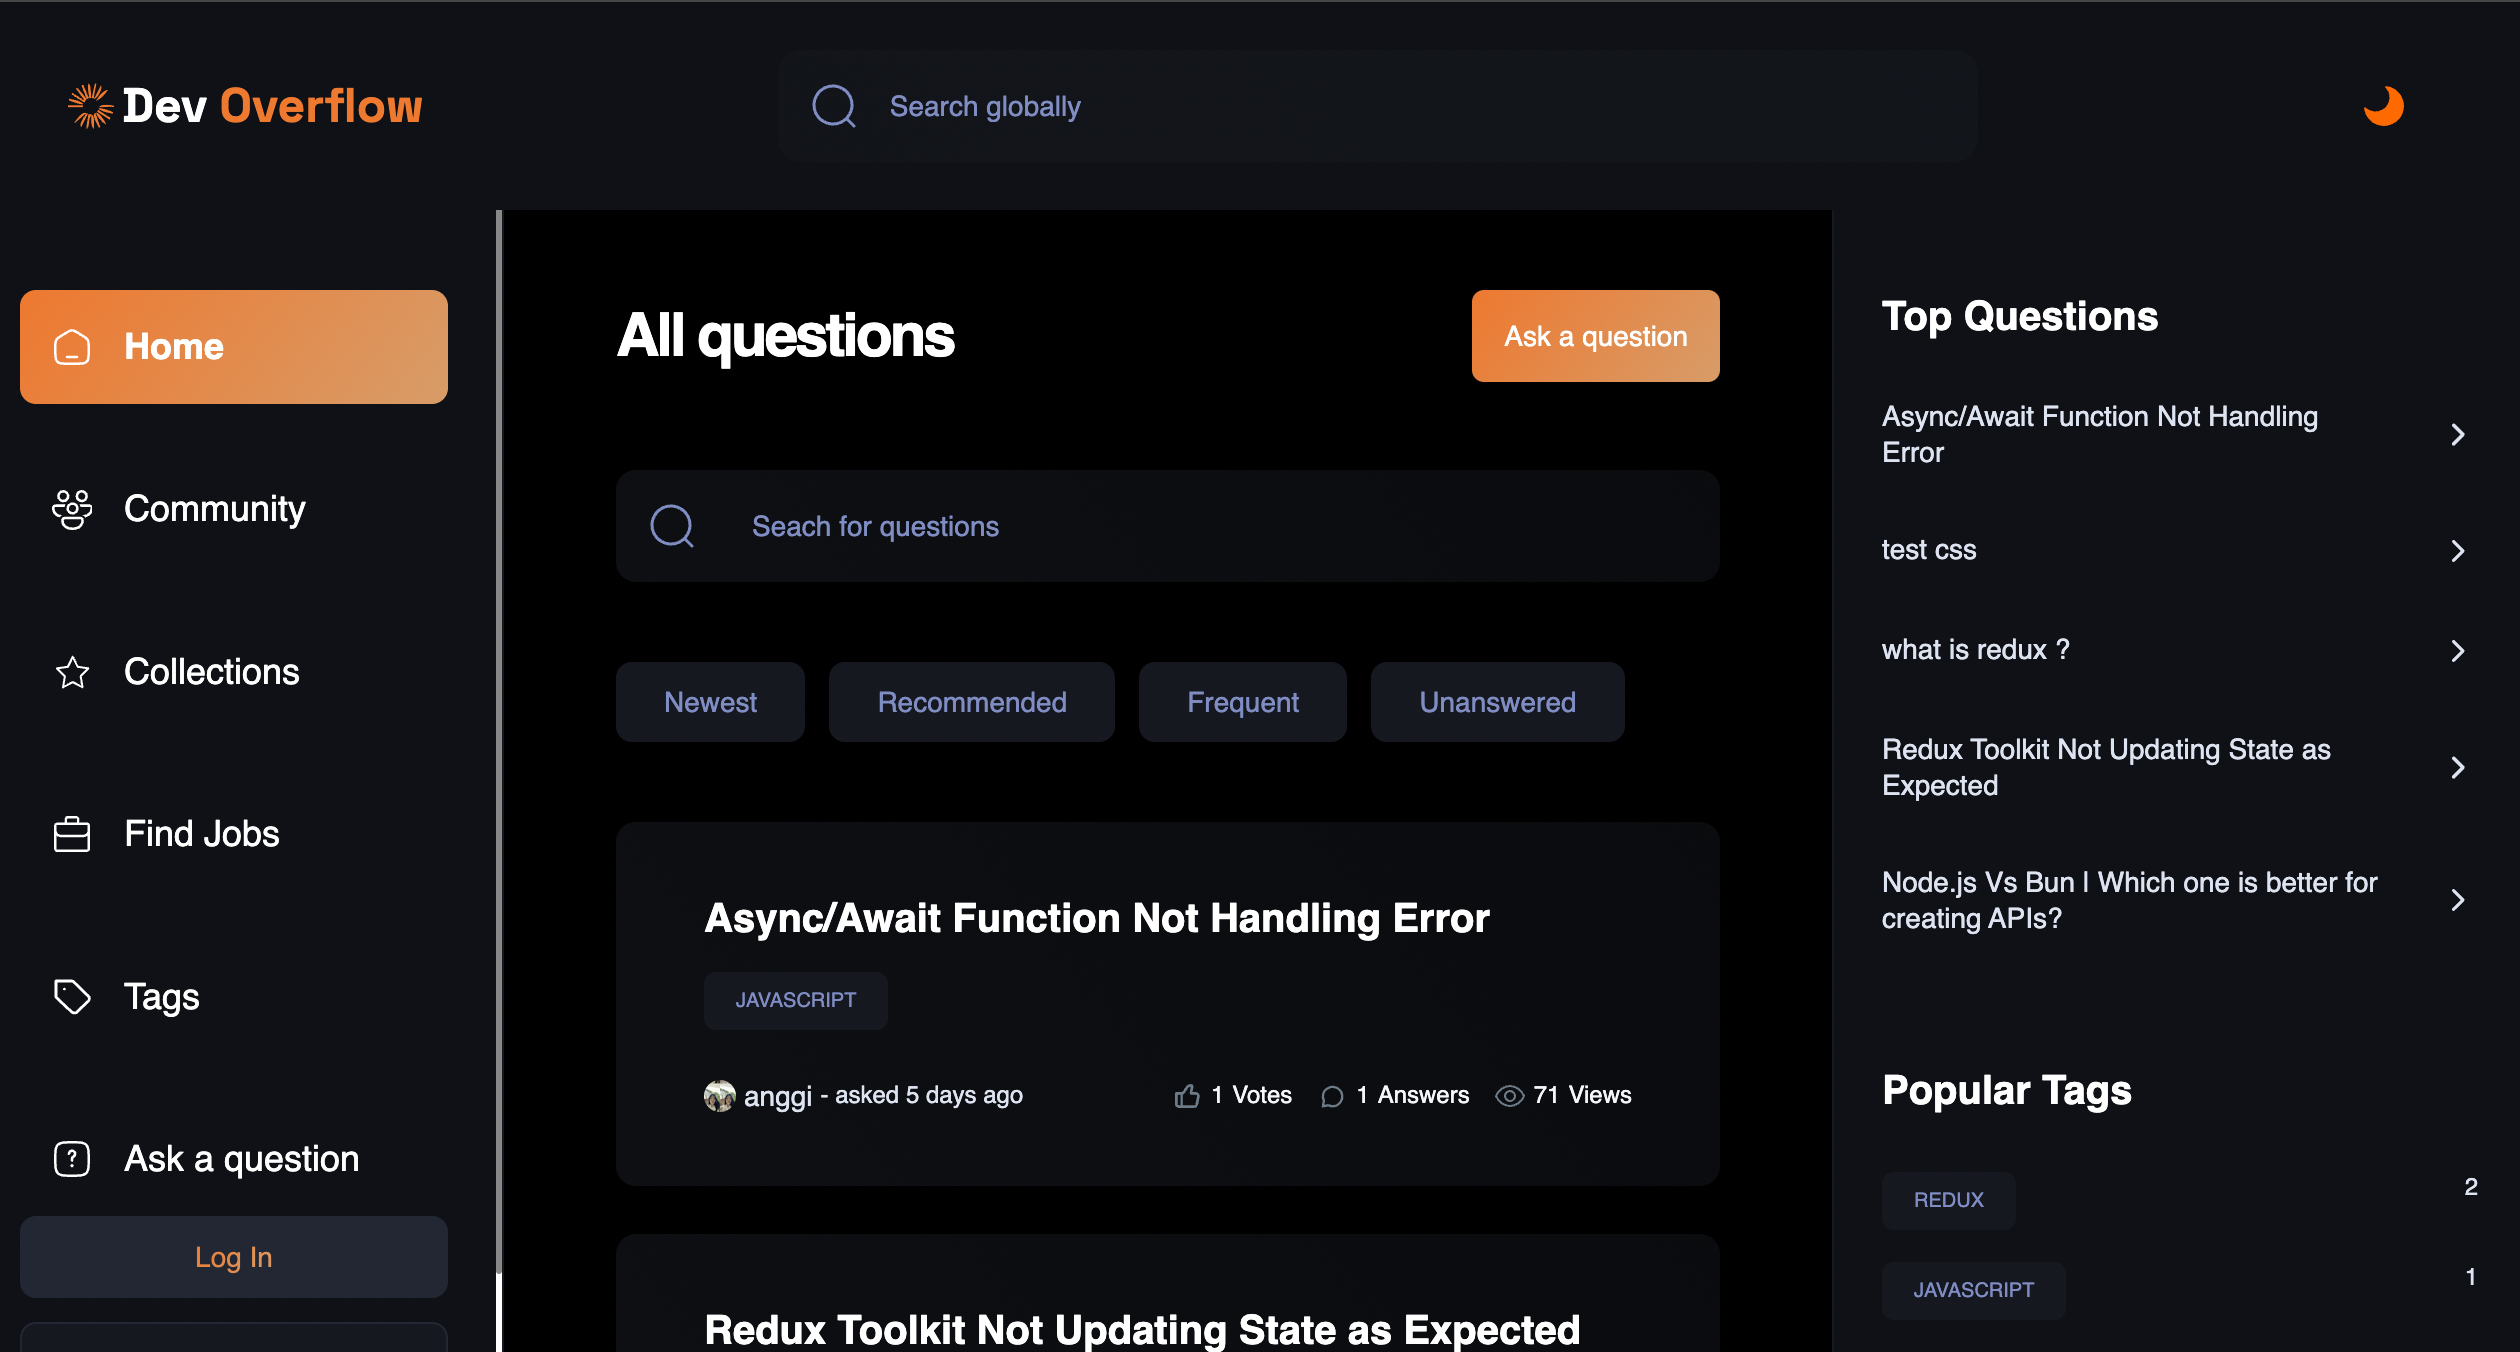 Dev Overflow
Search globally
Home
Community
Collections
Find Jobs
Tags
Ask a question
Log In
All questions
Ask a question
Seach for questions
Newest
Recommended
Frequent
Unanswered
Async/Await Function Not Handling Error
JAVASCRIPT
anggi - asked 5 days ago
1 Votes
1 Answers
71 Views
Redux Toolkit Not Updating State as Expected
Top Questions
Async/Await Function Not Handling
Error
test css
what is redux ?
Redux Toolkit Not Updating State as
Expected
Node.js Vs Bun | Which one is better for
creating APIs?
Popular Tags
REDUX
2
JAVASCRIPT
1